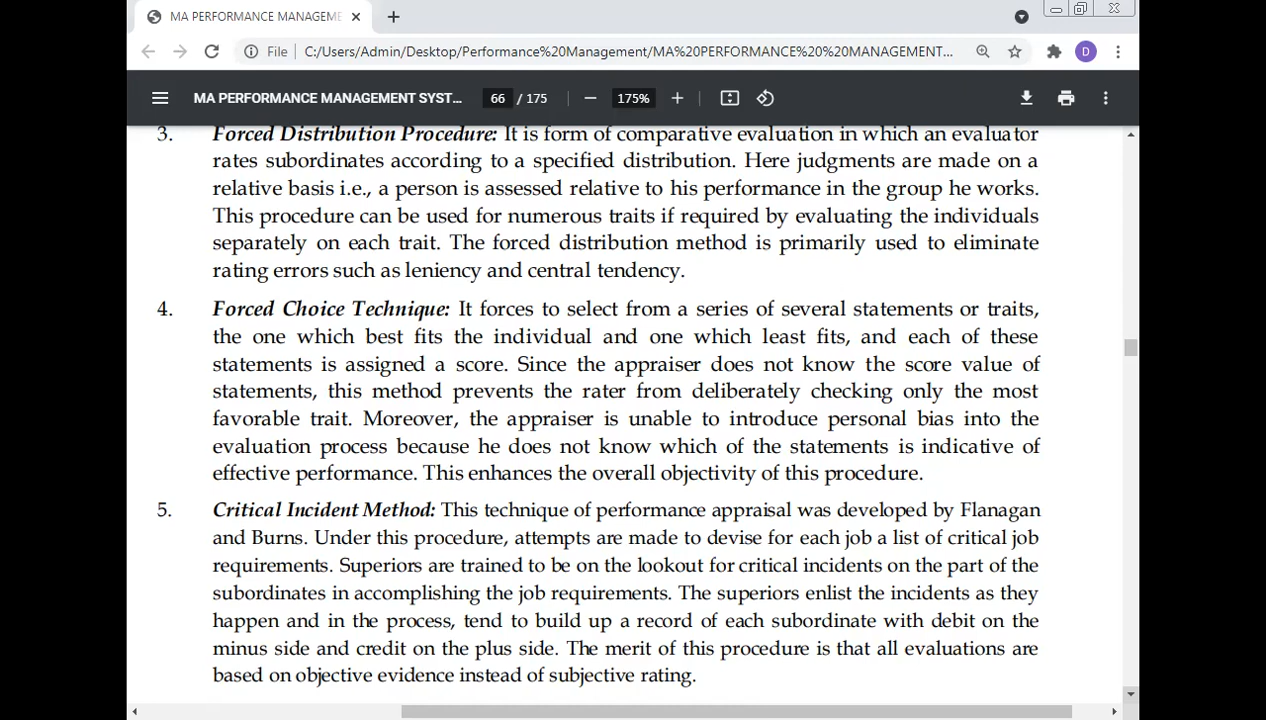 MA PERFORMANCE MANAGEME
File C:/Users/Admin/Desktop/Performance%20Management/MA%20PERFORMANCE%20%20MANAGEMENT... D
MA PERFORMANCE MANAGEMENT SYST... 66 / 175 175%
3. Forced Distribution Procedure: It is form of comparative evaluation in which an evaluator
rates subordinates according to a specified distribution. Here judgments are made on a
relative basis i.e., a person is assessed relative to his performance in the group he works.
This procedure can be used for numerous traits if required by evaluating the individuals
separately on each trait. The forced distribution method is primarily used to eliminate
rating errors such as leniency and central tendency.
4. Forced Choice Technique: It forces to select from a series of several statements or traits,
the one which best fits the individual and one which least fits, and each of these
statements is assigned a score. Since the appraiser does not know the score value of
statements, this method prevents the rater from deliberately checking only the most
favorable trait. Moreover, the appraiser is unable to introduce personal bias into the
evaluation process because he does not know which of the statements is indicative of
effective performance. This enhances the overall objectivity of this procedure.
5. Critical Incident Method: This technique of performance appraisal was developed by Flanagan
and Burns. Under this procedure, attempts are made to devise for each job a list of critical job
requirements. Superiors are trained to be on the lookout for critical incidents on the part of the
subordinates in accomplishing the job requirements. The superiors enlist the incidents as they
happen and in the process, tend to build up a record of each subordinate with debit on the
minus side and credit on the plus side. The merit of this procedure is that all evaluations are
based on objective evidence instead of subjective rating.